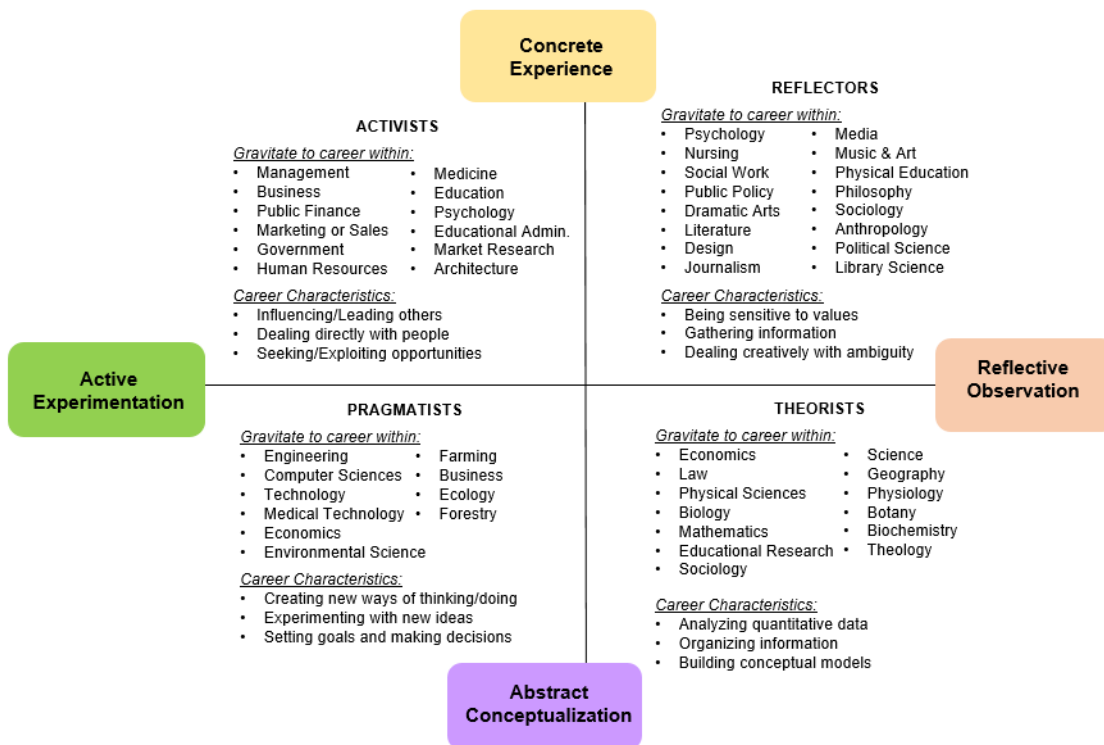 Concrete
Experience
ACTIVISTS
Gravitate to career within:
• Management
• Business
• Public Finance
• Marketing or Sales
• Government
• Human Resources
• Medicine
• Education
• Psychology
• Educational Admin.
• Market Research
• Architecture
Career Characteristics:
• Influencing/Leading others
• Dealing directly with people
• Seeking/Exploiting opportunities
REFLECTORS
Gravitate to career within:
• Psychology
• Nursing
• Social Work
• Public Policy
• Dramatic Arts
• Literature
• Design
• Journalism
• Media
• Music & Art
• Physical Education
• Philosophy
• Sociology
• Anthropology
• Political Science
• Library Science
Career Characteristics:
• Being sensitive to values
• Gathering information
• Dealing creatively with ambiguity
Active
Experimentation
Reflective
Observation
PRAGMATISTS
Gravitate to career within:
• Engineering
• Computer Sciences
• Technology
• Medical Technology
• Economics
• Environmental Science
• Farming
• Business
• Ecology
• Forestry
Career Characteristics:
• Creating new ways of thinking/doing
• Experimenting with new ideas
• Setting goals and making decisions
THEORISTS
Gravitate to career within:
• Economics
• Law
• Physical Sciences
• Biology
• Mathematics
• Educational Research
• Sociology
• Science
• Geography
• Physiology
• Botany
• Biochemistry
• Theology
Career Characteristics:
• Analyzing quantitative data
• Organizing information
• Building conceptual models
Abstract
Conceptualization